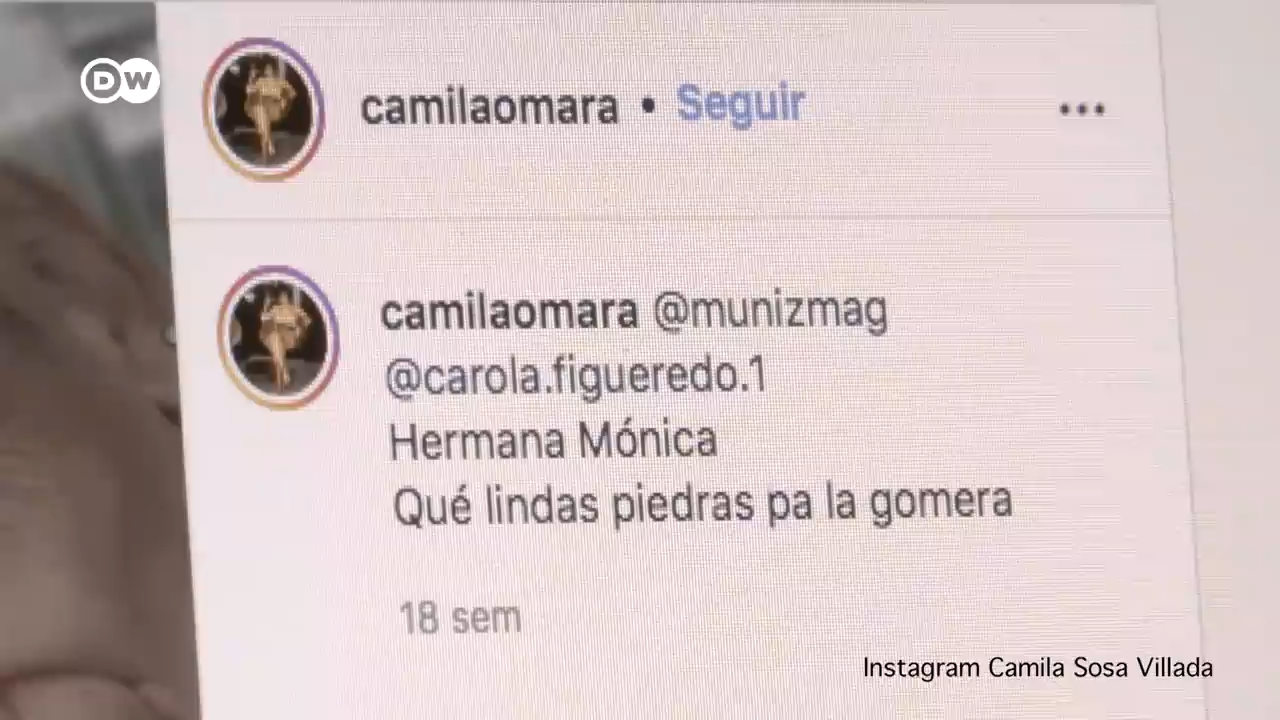 DW
camilaomara • Seguir
camilaomara @munizmag
@carola.figueredo.1
Hermana Mónica
Qué lindas piedras pa la gomera
18 sem
Instagram Camila Sosa Villada